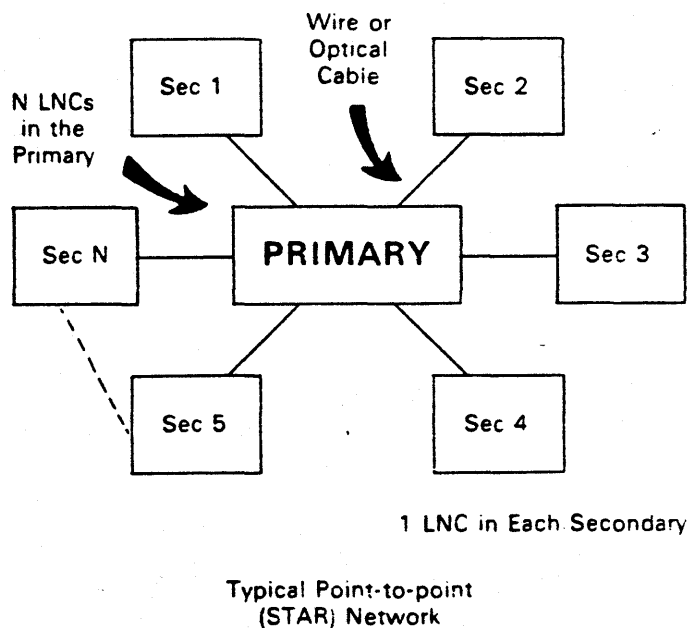 Wire or
Optical
Cabie
Sec 1
Sec 2
N LNCs
in the
Primary
Sec N
PRIMARY
Sec 3
Sec 5
Sec 4
1 LNC in Each Secondary
Typical Point-to-point
(STAR) Network